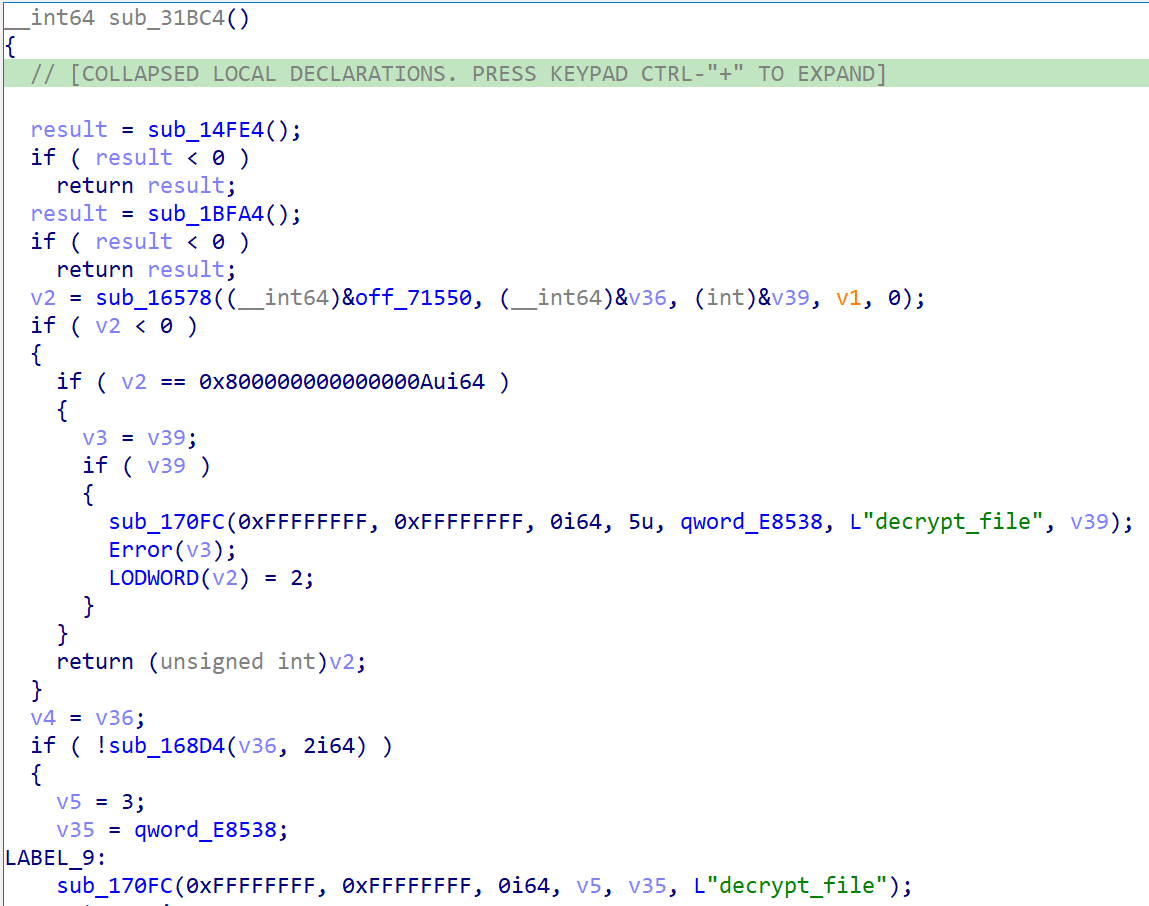 __int64 sub_31BC4()
{
  // [COLLAPSED LOCAL DECLARATIONS. PRESS KEYPAD CTRL-"+" TO EXPAND]

  result = sub_14FE4();
  if ( result < 0 )
    return result;
  result = sub_1BFA4();
  if ( result < 0 )
    return result;
  v2 = sub_16578((__int64)&off_71550, (__int64)&v36, (int)&v39, v1, 0);
  if ( v2 < 0 )
  {
    if ( v2 == 0x800000000000000Aui64 )
    {
      v3 = v39;
      if ( v39 )
      {
        sub_170FC(0xFFFFFFFF, 0xFFFFFFFF, 0i64, 5u, qword_E8538, L"decrypt_file", v39);
        Error(v3);
        LODWORD(v2) = 2;
      }
    }
    return (unsigned int)v2;
  }
  v4 = v36;
  if ( !sub_168D4(v36, 2i64) )
  {
    v5 = 3;
    v35 = qword_E8538;
LABEL_9:
    sub_170FC(0xFFFFFFFF, 0xFFFFFFFF, 0i64, v5, v35, L"decrypt_file");